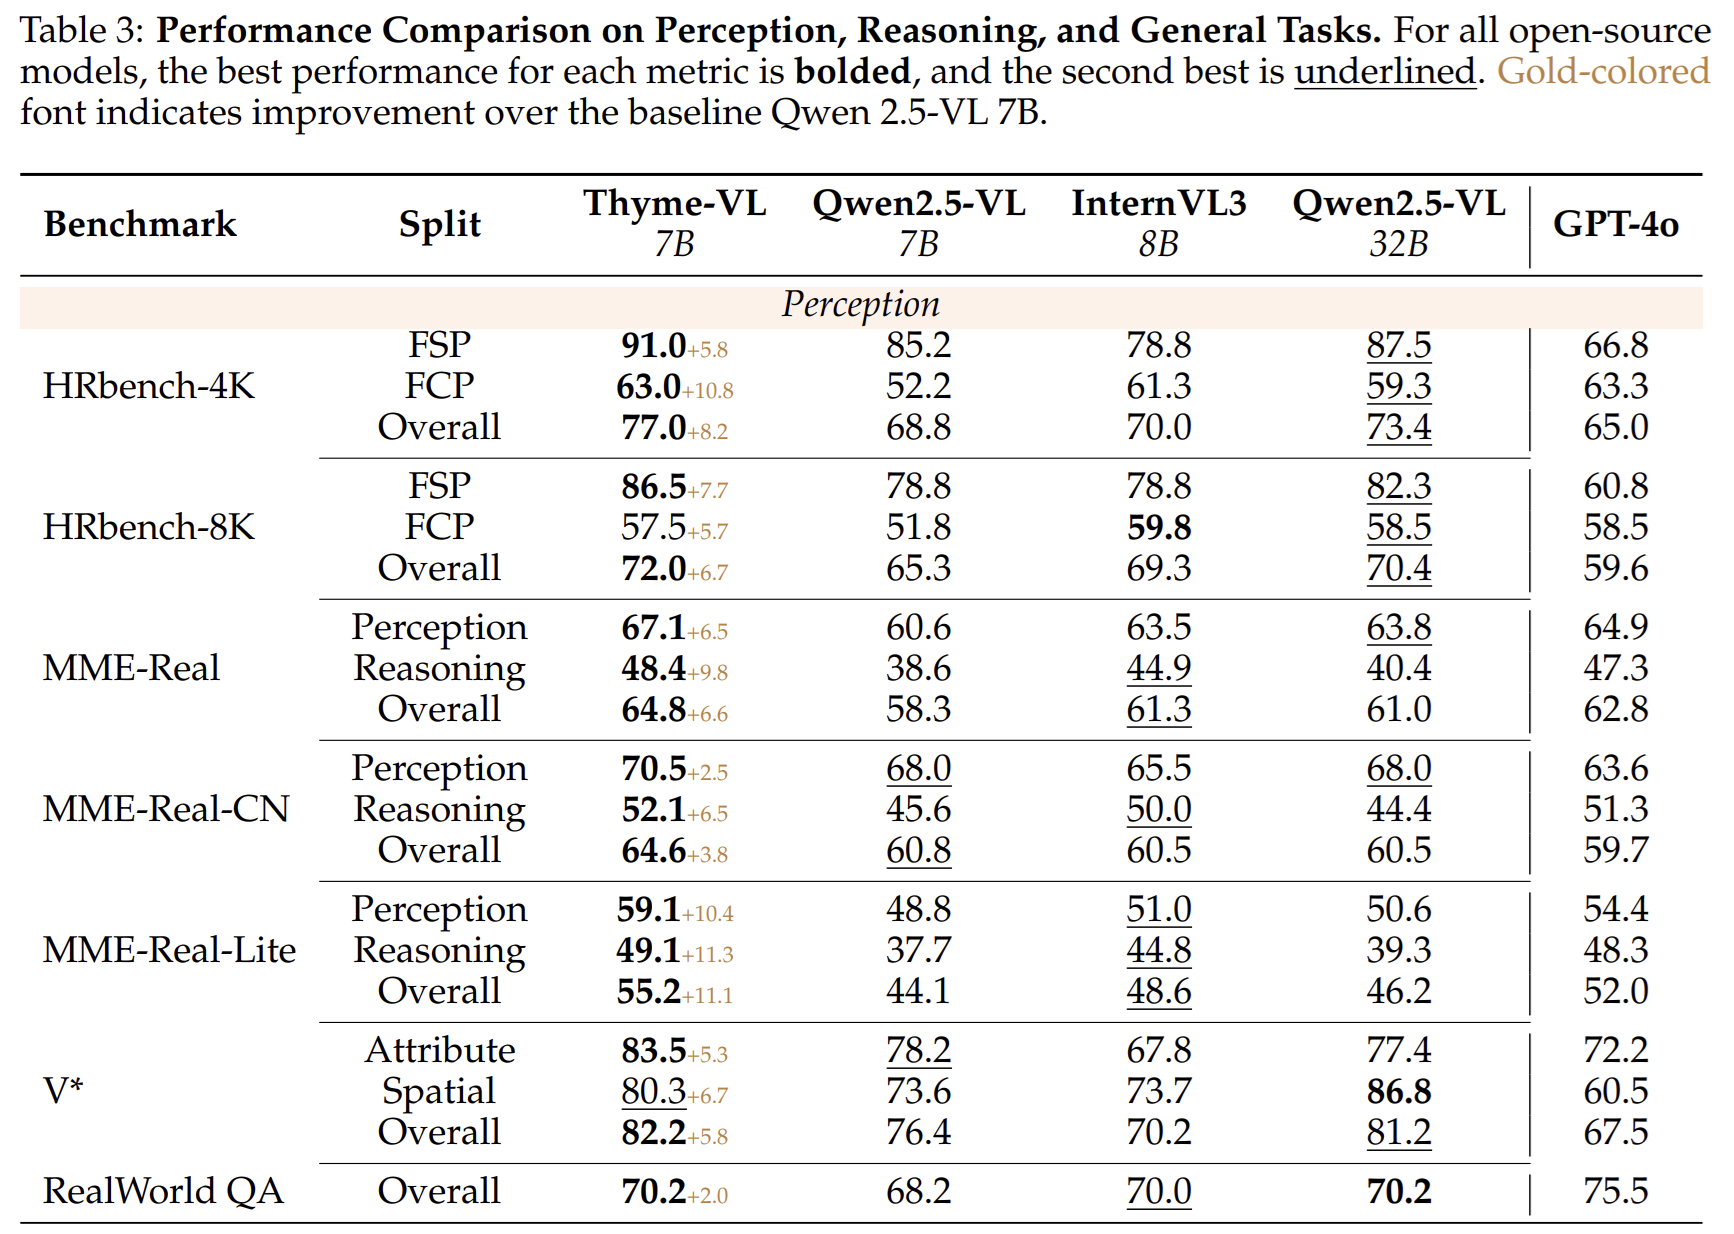 Table 3: Performance Comparison on Perception, Reasoning, and General Tasks. For all open-source
models, the best performance for each metric is bolded, and the second best is underlined. Gold-colored
font indicates improvement over the baseline Qwen 2.5-VL 7B.
Benchmark Split Thyme-VL 7B Qwen2.5-VL 7B InternVL3 8B Qwen2.5-VL 32B GPT-4o
Perception
FSP 91.0+5.8 85.2 78.8 87.5 66.8
HRbench-4K FCP 63.0+10.8 52.2 61.3 59.3 63.3
Overall 77.0+8.2 68.8 70.0 73.4 65.0
FSP 86.5+7.7 78.8 78.8 82.3 60.8
HRbench-8K FCP 57.5+5.7 51.8 59.8 58.5 58.5
Overall 72.0+6.7 65.3 69.3 70.4 59.6
Perception 67.1+6.5 60.6 63.5 63.8 64.9
MME-Real Reasoning 48.4+9.8 38.6 44.9 40.4 47.3
Overall 64.8+6.6 58.3 61.3 61.0 62.8
Perception 70.5+2.5 68.0 65.5 68.0 63.6
MME-Real-CN Reasoning 52.1+6.5 45.6 50.0 44.4 51.3
Overall 64.6+3.8 60.8 60.5 60.5 59.7
Perception 59.1+10.4 48.8 51.0 50.6 54.4
MME-Real-Lite Reasoning 49.1+11.3 37.7 44.8 39.3 48.3
Overall 55.2+11.1 44.1 48.6 46.2 52.0
Attribute 83.5+5.3 78.2 67.8 77.4 72.2
V* Spatial 80.3+6.7 73.6 73.7 86.8 60.5
Overall 82.2+5.8 76.4 70.2 81.2 67.5
RealWorld QA Overall 70.2+2.0 68.2 70.0 70.2 75.5